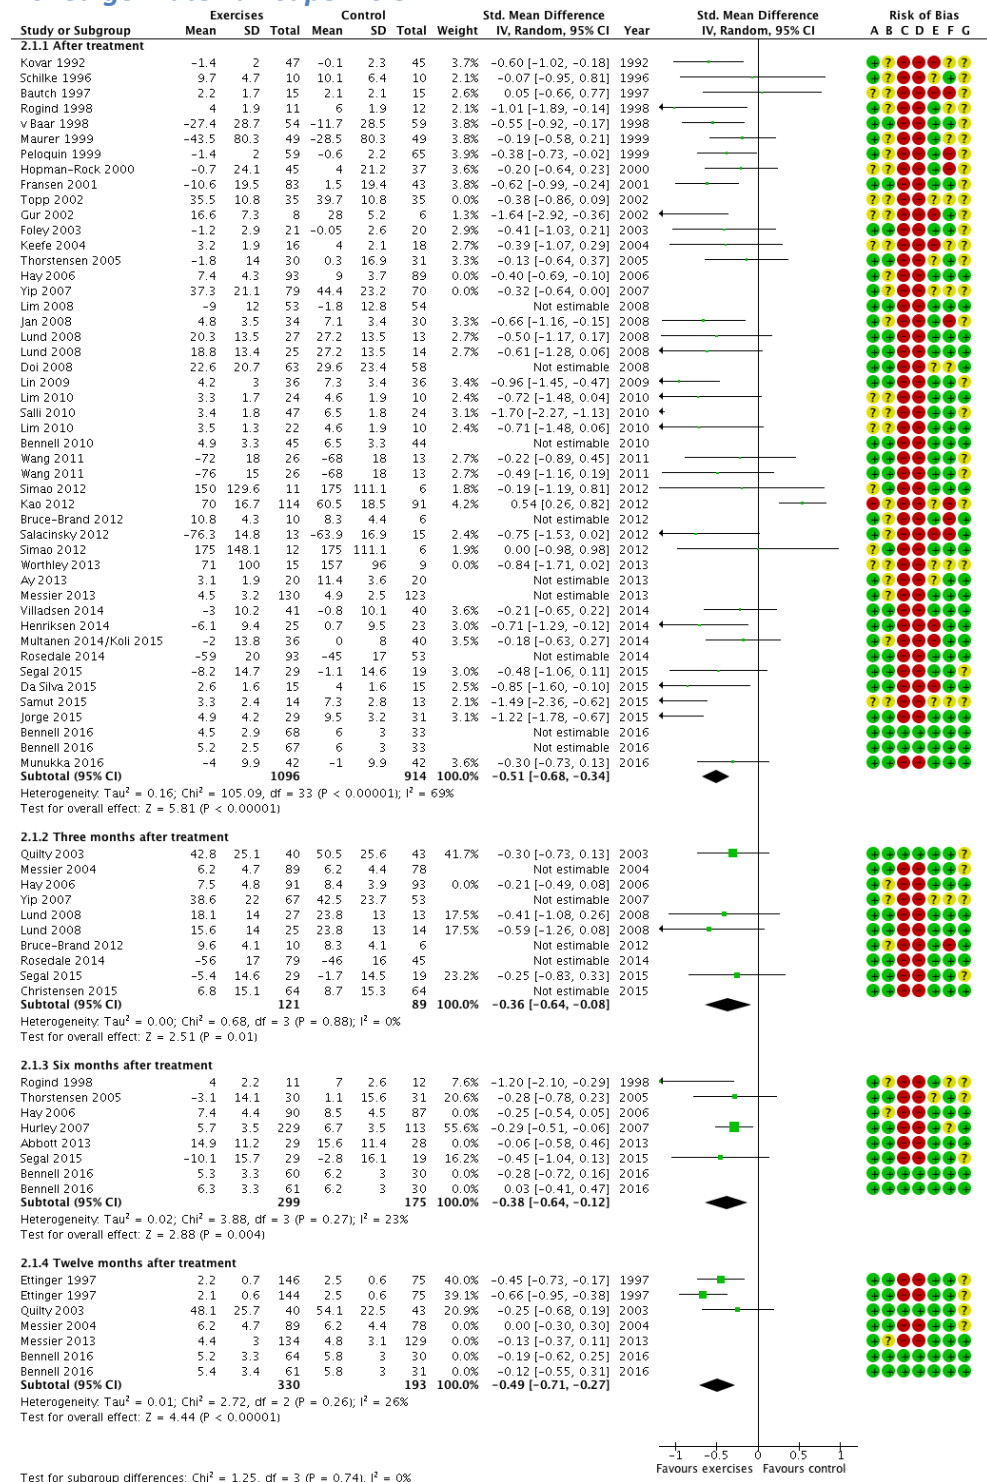 Exercises Control Std. Mean Difference Std. Mean Difference Risk of Bias
Study or Subgroup Mean SD Total Mean SD Total Weight IV, Random, 95% CI Year IV, Random, 95% CI A B C D E F G
2.1.1 After treatment
Kovar 1992 −1.4 2 47 −0.1 2.3 45 3.7% −0.60 [−1.02, −0.18] 1992
Schilke 1996 9.7 4.7 10 10.1 6.4 10 2.0% −0.07 [−0.95, 0.81] 1996
Bautch 1997 2.2 1.7 15 2.1 2.1 15 2.6% 0.05 [−0.66, 0.77] 1997
Rogind 1998 4 1.9 11 6 1.9 12 2.1% −1.01 [−1.89, −0.14] 1998
v Baar 1998 −27.4 28.7 54 −11.7 28.5 59 3.8% −0.55 [−0.92, −0.17] 1998
Maurer 1999 −43.5 80.3 49 −28.5 80.3 49 3.8% −0.19 [−0.58, 0.21] 1999
Peloquin 1999 −1.4 2 59 −0.6 2.2 65 3.9% −0.38 [−0.73, −0.02] 1999
Hopman−Rock 2000 −0.7 24.1 45 4 21.2 37 3.6% −0.20 [−0.64, 0.23] 2000
Fransen 2001 −10.6 19.5 83 1.5 19.4 43 3.8% −0.62 [−0.99, −0.24] 2001
Topp 2002 35.5 10.8 35 39.7 10.8 35 0.0% −0.38 [−0.86, 0.09] 2002
Gur 2002 16.6 7.3 8 28 5.2 6 1.3% −1.64 [−2.92, −0.36] 2002
Foley 2003 −1.2 2.9 21 −0.05 2.6 20 2.9% −0.41 [−1.03, 0.21] 2003
Keefe 2004 3.2 1.9 16 4 2.1 18 2.7% −0.39 [−1.07, 0.29] 2004
Thorstensen 2005 −1.8 14 30 0.3 16.9 31 3.3% −0.13 [−0.64, 0.37] 2005
Hay 2006 7.4 4.3 93 9 3.7 89 0.0% −0.40 [−0.69, −0.10] 2006
Yip 2007 37.3 21.1 79 44.4 23.2 70 0.0% −0.32 [−0.64, 0.00] 2007
Lim 2008 −9 12 53 −1.8 12.8 54 Not estimable 2008
Jan 2008 4.8 3.5 34 7.1 3.4 30 3.3% −0.66 [−1.16, −0.15] 2008
Lund 2008 20.3 13.5 27 27.2 13.5 13 2.7% −0.50 [−1.17, 0.17] 2008
Lund 2008 18.8 13.4 25 27.2 13.5 14 2.7% −0.61 [−1.28, 0.06] 2008
Doi 2008 22.6 20.7 63 29.6 23.4 58 Not estimable 2008
Lin 2009 4.2 3 36 7.3 3.4 36 3.4% −0.96 [−1.45, −0.47] 2009
Lim 2010 3.3 1.7 24 4.6 1.9 10 2.4% −0.72 [−1.48, 0.04] 2010
Salli 2010 3.4 1.8 47 6.5 1.8 24 3.1% −1.70 [−2.27, −1.13] 2010
Lim 2010 3.5 1.3 22 4.6 1.9 10 2.4% −0.71 [−1.48, 0.06] 2010
Bennell 2010 4.9 3.3 45 6.5 3.3 44 Not estimable 2010
Wang 2011 −72 18 26 −68 18 13 2.7% −0.22 [−0.89, 0.45] 2011
Wang 2011 −76 15 26 −68 18 13 2.7% −0.49 [−1.16, 0.19] 2011
Simao 2012 150 129.6 11 175 111.1 6 1.8% −0.19 [−1.19, 0.81] 2012
Kao 2012 70 16.7 114 60.5 18.5 91 4.2% 0.54 [0.26, 0.82] 2012
Bruce−Brand 2012 10.8 4.3 10 8.3 4.4 6 Not estimable 2012
Salacinsky 2012 −76.3 14.8 13 −63.9 16.9 15 2.4% −0.75 [−1.53, 0.02] 2012
Simao 2012 175 148.1 12 175 111.1 6 1.9% 0.00 [−0.98, 0.98] 2012
Worthley 2013 71 100 15 157 96 9 0.0% −0.84 [−1.71, 0.02] 2013
Ay 2013 3.1 1.9 20 11.4 3.6 20 Not estimable 2013
Messier 2013 4.5 3.2 130 4.9 2.5 123 Not estimable 2013
Villadsen 2014 −3 10.2 41 −0.8 10.1 40 3.6% −0.21 [−0.65, 0.22] 2014
Henriksen 2014 −6.1 9.4 25 0.7 9.5 23 2.9% −0.71 [−1.29, −0.12] 2014
Multanen 2014/Koli 2015 −2 13.8 36 0 8 40 3.5% −0.18 [−0.63, 0.27] 2014
Rosedale 2014 −59 20 93 −45 17 53 Not estimable 2014
Segal 2015 −8.2 14.7 29 −1.1 14.6 19 3.0% −0.48 [−1.06, 0.11] 2015
Da Silva 2015 2.6 1.6 15 4 1.6 15 2.5% −0.85 [−1.60, −0.10] 2015
Samut 2015 3.3 2.4 14 7.3 2.8 13 2.1% −1.49 [−2.36, −0.62] 2015
Jorge 2015 4.9 4.2 29 9.5 3.2 31 3.1% −1.22 [−1.78, −0.67] 2015
Bennell 2016 4.5 2.9 68 6 3 33 Not estimable 2016
Bennell 2016 5.2 2.5 67 6 3 33 Not estimable 2016
Munukka 2016 −4 9.9 42 −1 9.9 42 3.6% −0.30 [−0.73, 0.13] 2016
Subtotal (95% CI) 1096 914 100.0% −0.51 [−0.68, −0.34]
Heterogeneity: Tau² = 0.16; Chi² = 105.09, df = 33 (P < 0.00001); I² = 69%
Test for overall effect: Z = 5.81 (P < 0.00001)
2.1.2 Three months after treatment
Quilty 2003 42.8 25.1 40 50.5 25.6 43 41.7% −0.30 [−0.73, 0.13] 2003
Messier 2004 6.2 4.7 89 6.2 4.4 78 Not estimable 2004
Hay 2006 7.5 4.8 91 8.4 3.9 93 0.0% −0.21 [−0.49, 0.08] 2006
Yip 2007 38.6 22 67 42.5 23.7 53 Not estimable 2007
Lund 2008 18.1 14 27 23.8 13 13 17.5% −0.41 [−1.08, 0.26] 2008
Lund 2008 15.6 14 25 23.8 13 14 17.5% −0.59 [−1.26, 0.08] 2008
Bruce−Brand 2012 9.6 4.1 10 8.3 4.1 6 Not estimable 2012
Rosedale 2014 −56 17 79 −46 16 45 Not estimable 2014
Segal 2015 −5.4 14.6 29 −1.7 14.5 19 23.2% −0.25 [−0.83, 0.33] 2015
Christensen 2015 6.8 15.1 64 8.7 15.3 64 Not estimable 2015
Subtotal (95% CI) 121 89 100.0% −0.36 [−0.64, −0.08]
Heterogeneity: Tau² = 0.00; Chi² = 0.68, df = 3 (P = 0.88); I² = 0%
Test for overall effect: Z = 2.51 (P = 0.01)
2.1.3 Six months after treatment
Rogind 1998 4 2.2 11 7 2.6 12 7.6% −1.20 [−2.10, −0.29] 1998
Thorstensen 2005 −3.1 14.1 30 1.1 15.6 31 20.6% −0.28 [−0.78, 0.23] 2005
Hay 2006 7.4 4.4 90 8.5 4.5 87 0.0% −0.25 [−0.54, 0.05] 2006
Hurley 2007 5.7 3.5 229 6.7 3.5 113 55.6% −0.29 [−0.51, −0.06] 2007
Abbott 2013 14.9 11.2 29 15.6 11.4 28 0.0% −0.06 [−0.58, 0.46] 2013
Segal 2015 −10.1 15.7 29 −2.8 16.1 19 16.2% −0.45 [−1.04, 0.13] 2015
Bennell 2016 5.3 3.3 60 6.2 3 30 0.0% −0.28 [−0.72, 0.16] 2016
Bennell 2016 6.3 3.3 61 6.2 3 30 0.0% 0.03 [−0.41, 0.47] 2016
Subtotal (95% CI) 299 175 100.0% −0.38 [−0.64, −0.12]
Heterogeneity: Tau² = 0.02; Chi² = 3.88, df = 3 (P = 0.27); I² = 23%
Test for overall effect: Z = 2.88 (P = 0.004)
2.1.4 Twelve months after treatment
Ettinger 1997 2.2 0.7 146 2.5 0.6 75 40.0% −0.45 [−0.73, −0.17] 1997
Ettinger 1997 2.1 0.6 144 2.5 0.6 75 39.1% −0.66 [−0.95, −0.38] 1997
Quilty 2003 48.1 25.7 40 54.1 22.5 43 20.9% −0.25 [−0.68, 0.19] 2003
Messier 2004 6.2 4.7 89 6.2 4.4 78 0.0% 0.00 [−0.30, 0.30] 2004
Messier 2013 4.4 3 134 4.8 3.1 129 0.0% −0.13 [−0.37, 0.11] 2013
Bennell 2016 5.2 3.3 64 5.8 3 30 0.0% −0.19 [−0.62, 0.25] 2016
Bennell 2016 5.4 3.4 61 5.8 3 31 0.0% −0.12 [−0.55, 0.31] 2016
Subtotal (95% CI) 330 193 100.0% −0.49 [−0.71, −0.27]
Heterogeneity: Tau² = 0.01; Chi² = 2.72, df = 2 (P = 0.26); I² = 26%
Test for overall effect: Z = 4.44 (P < 0.00001)
−1 −0.5 0 0.5 1
Favours exercises Favours control
Test for subgroup differences: Chi² = 1.25, df = 3 (P = 0.74), I² = 0%